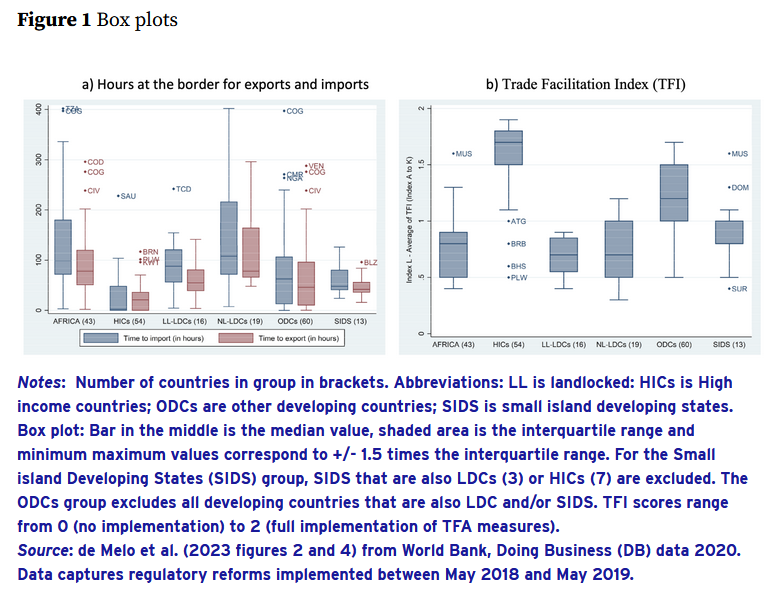 Figure 1 Box plots
a) Hours at the border for exports and imports
b) Trade Facilitation Index (TFI)
400
300
200
100
0
COG
COD
COG
CIV
SAU
BRN
TCD
COG
CMR
NGA
VEN
COG
CIV
BLZ
AFRICA (43) HICs (54) LL-LDCs (16) NL-LDCs (19) ODCs (60) SIDS (13)
Time to import (in hours) Time to export (in hours)
Index L - Average of TFI (Index A to K)
2
1.5
1
.5
0
MUS
ATG
BRB
BHS
PLW
MUS
DOM
SUR
AFRICA (43) HICs (54) LL-LDCs (16) NL-LDCs (19) ODCs (60) SIDS (13)
Notes: Number of countries in group in brackets. Abbreviations: LL is landlocked: HICs is High
income countries; ODCs are other developing countries; SIDS is small island developing states.
Box plot: Bar in the middle is the median value, shaded area is the interquartile range and
minimum maximum values correspond to +/- 1.5 times the interquartile range. For the Small
island Developing States (SIDS) group, SIDS that are also LDCs (3) or HICs (7) are excluded. The
ODCs group excludes all developing countries that are also LDC and/or SIDS. TFI scores range
from 0 (no implementation) to 2 (full implementation of TFA measures).
Source: de Melo et al. (2023 figures 2 and 4) from World Bank, Doing Business (DB) data 2020.
Data captures regulatory reforms implemented between May 2018 and May 2019.